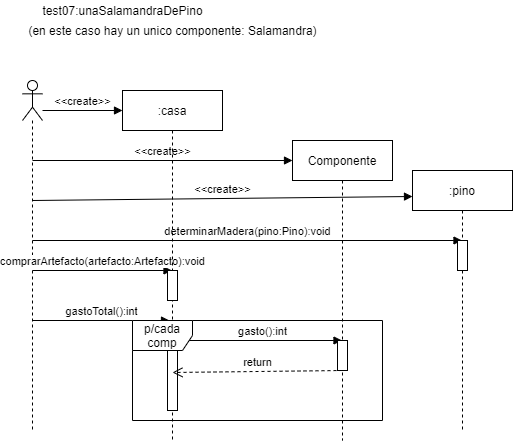 test07:unaSalamandraDePino
(en este caso hay un unico componente: Salamandra)
<<create>>
:casa
<<create>>
Componente
<<create>>
:pino
determinarMadera(pino:Pino):void
comprarArtefacto(artefacto:Artefacto):void
gastoTotal():int
p/cada
comp
gasto():int
return